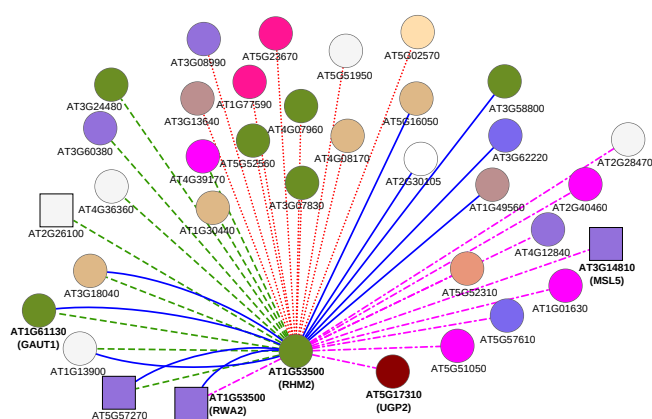 AT5G23670
AT5G02570
AT3G08990
AT5G51950
AT3G24480
AT1G77590
AT3G58800
AT3G13640
AT5G16050
AT4G07960
AT3G60380
AT5G52560
AT4G08170
AT3G62220
AT2G28470
AT4G39170
AT2G30105
AT4G36360
AT3G07830
AT1G49560
AT2G40460
AT1G30440
AT2G26100
AT4G12840
AT3G14810
(MSL5)
AT3G18040
AT5G52310
AT1G01630
AT1G61130
(GAUT1)
AT5G57610
AT1G13900
AT1G53500
(RHM2)
AT5G51050
AT5G17310
(UGP2)
AT5G57270
AT1G53500
(RWA2)